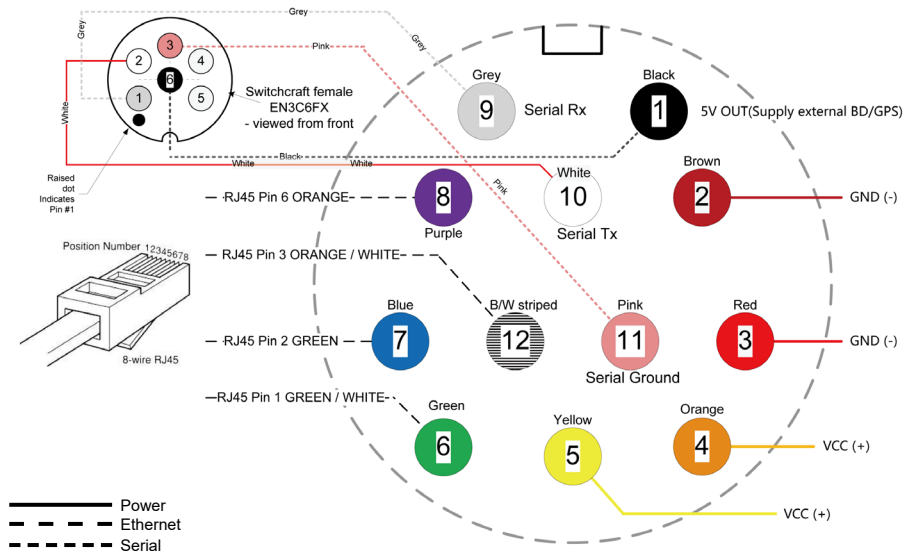 Grey
Grey
Pink
3
2
4
6
1
5
White
Grey
Switchcraft female
EN3C6FX
- viewed from front
Raised
dot
Indicates
Pin #1
Black
White
White
Pink
Grey
9
Serial Rx
Black
1
5V OUT(Supply external BD/GPS)
RJ45 Pin 6 ORANGE
8
Purple
White
10
Serial Tx
Brown
2
GND (-)
RJ45 Pin 3 ORANGE / WHITE
Position Number 12345678
8-wire RJ45
RJ45 Pin 2 GREEN
Blue
7
B/W striped
12
Pink
11
Serial Ground
Red
3
GND (-)
RJ45 Pin 1 GREEN / WHITE
Green
6
Yellow
5
Orange
4
VCC (+)
VCC (+)
Power
Ethernet
Serial